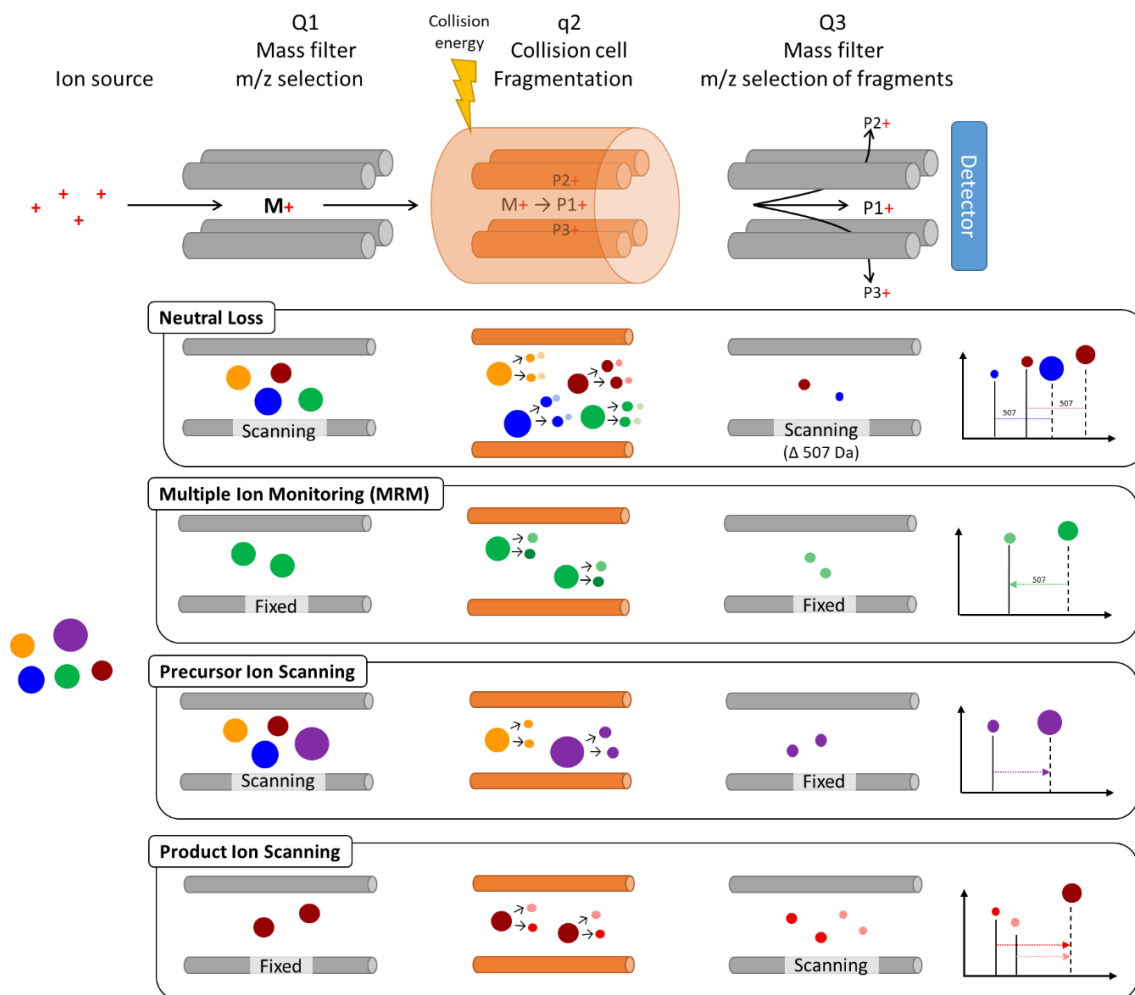 Ion source
Q1
Mass filter
m/z selection
Collision
energy
q2
Collision cell
Fragmentation
Q3
Mass filter
m/z selection of fragments
+ + + + +
M+
P2+
M+ → P1+
P3+
P2+
P1+
P3+
Detector
Neutral Loss
Scanning
Scanning
(Δ 507 Da)
507
507
Multiple Ion Monitoring (MRM)
Fixed
Fixed
507
Precursor Ion Scanning
Scanning
Fixed
Product Ion Scanning
Fixed
Scanning